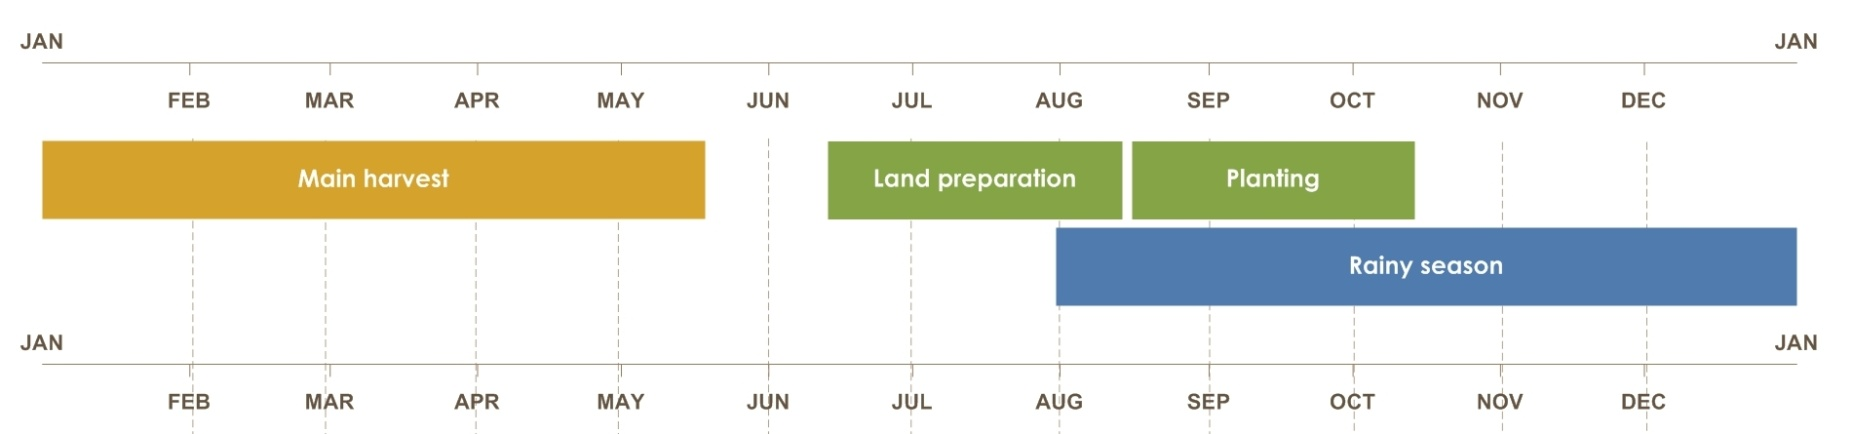 JAN JAN
FEB MAR APR MAY JUN JUL AUG SEP OCT NOV DEC
Main harvest Land preparation Planting
Rainy season
JAN JAN
FEB MAR APR MAY JUN JUL AUG SEP OCT NOV DEC